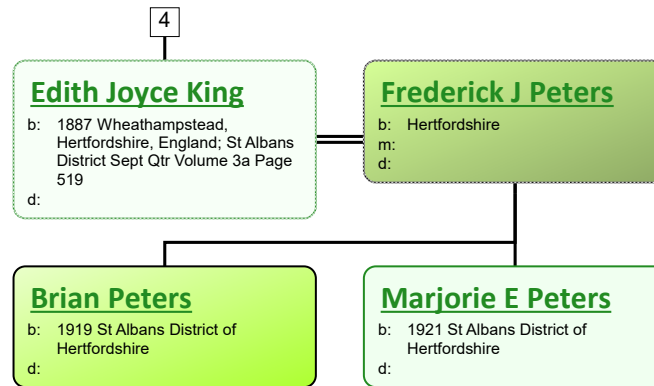 4
Edith Joyce King
b: 1887 Wheathampstead,
Hertfordshire, England; St Albans
District Sept Qtr Volume 3a Page
519
d:
Frederick J Peters
b: Hertfordshire
m:
d:
Brian Peters
b: 1919 St Albans District of
Hertfordshire
d:
Marjorie E Peters
b: 1921 St Albans District of
Hertfordshire
d: